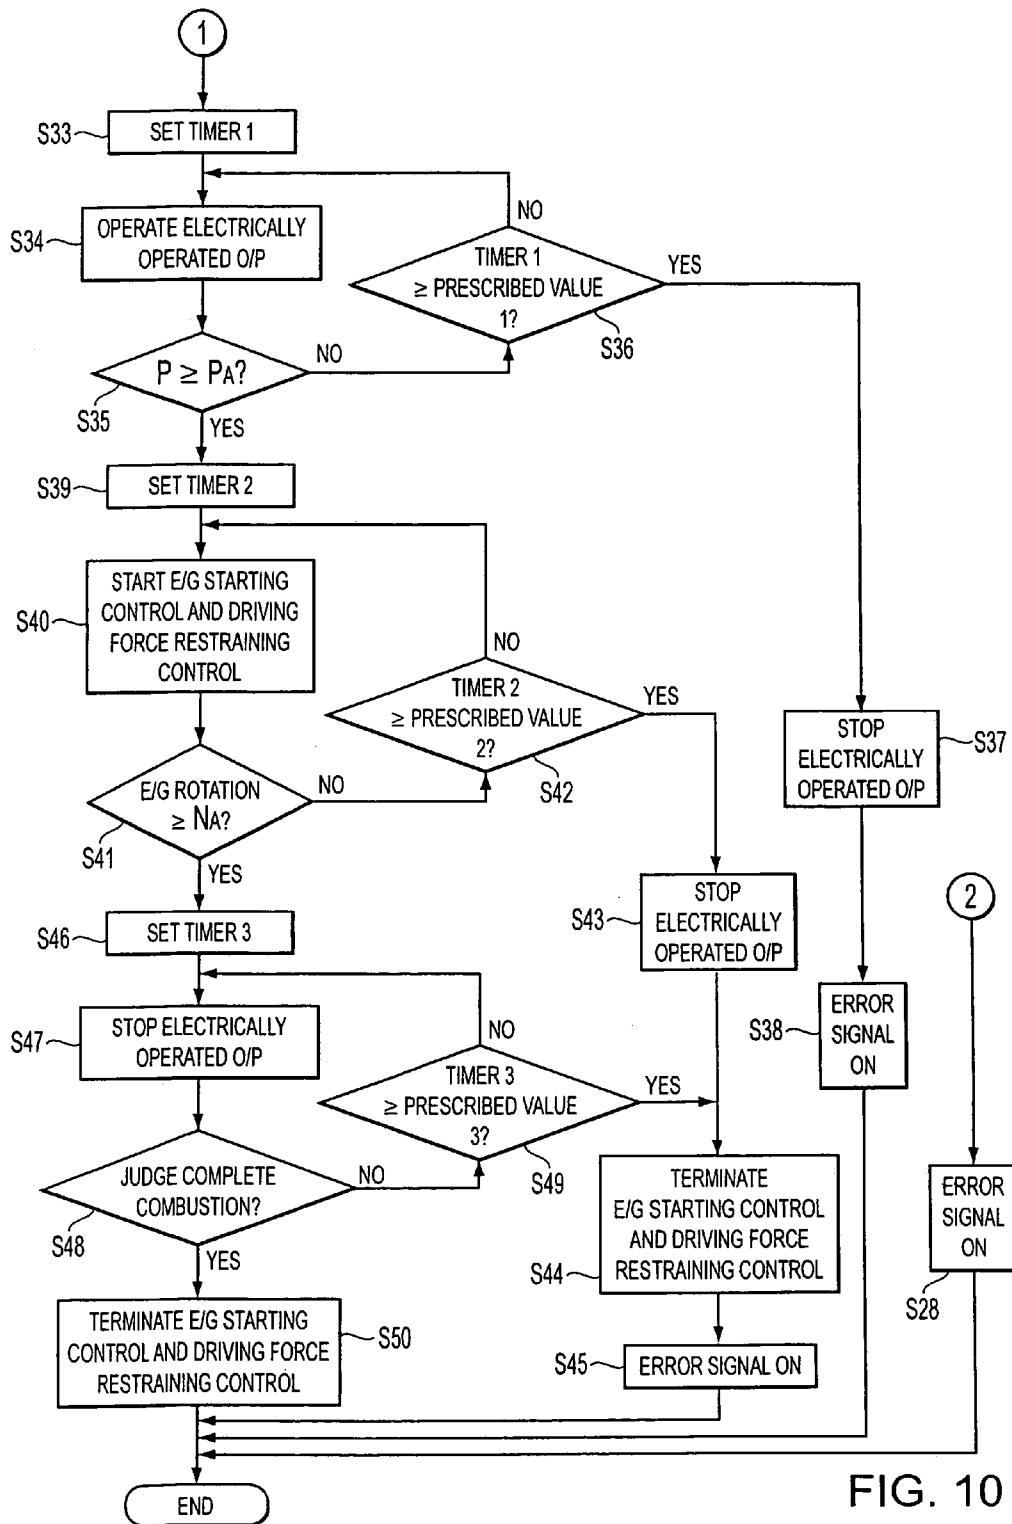 1
S33
SET TIMER 1
S34
OPERATE ELECTRICALLY
OPERATED O/P
NO
TIMER 1
≥ PRESCRIBED VALUE
1?
YES
S36
P ≥ PA?
NO
S35
YES
S39
SET TIMER 2
S40
START E/G STARTING
CONTROL AND DRIVING
FORCE RESTRAINING
CONTROL
NO
TIMER 2
≥ PRESCRIBED VALUE
2?
YES
S42
STOP
ELECTRICALLY
OPERATED O/P
S37
E/G ROTATION
≥ NA?
NO
S41
YES
S43
STOP
ELECTRICALLY
OPERATED O/P
2
S46
SET TIMER 3
S47
STOP ELECTRICALLY
OPERATED O/P
NO
TIMER 3
≥ PRESCRIBED VALUE
3?
YES
S49
S38
ERROR
SIGNAL
ON
JUDGE COMPLETE
COMBUSTION?
NO
S48
YES
S44
TERMINATE
E/G STARTING CONTROL
AND DRIVING FORCE
RESTRAINING CONTROL
ERROR
SIGNAL
ON
S28
TERMINATE E/G STARTING
CONTROL AND DRIVING FORCE
RESTRAINING CONTROL
S50
S45
ERROR SIGNAL ON
END
FIG. 10